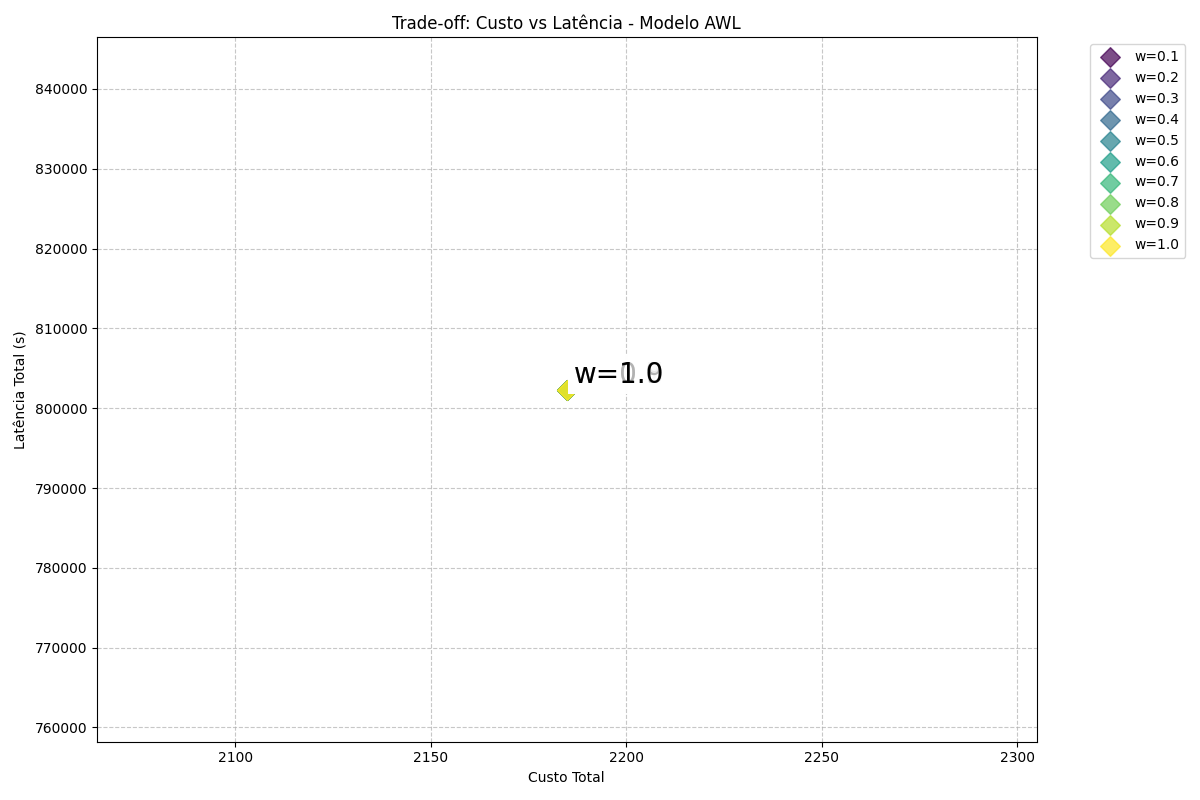 Trade-off: Custo vs Latência - Modelo AWL
840000
830000
820000
810000
800000
790000
780000
770000
760000
Latência Total (s)
w=1.0
2100
2150
2200
2250
2300
Custo Total
w=0.1
w=0.2
w=0.3
w=0.4
w=0.5
w=0.6
w=0.7
w=0.8
w=0.9
w=1.0